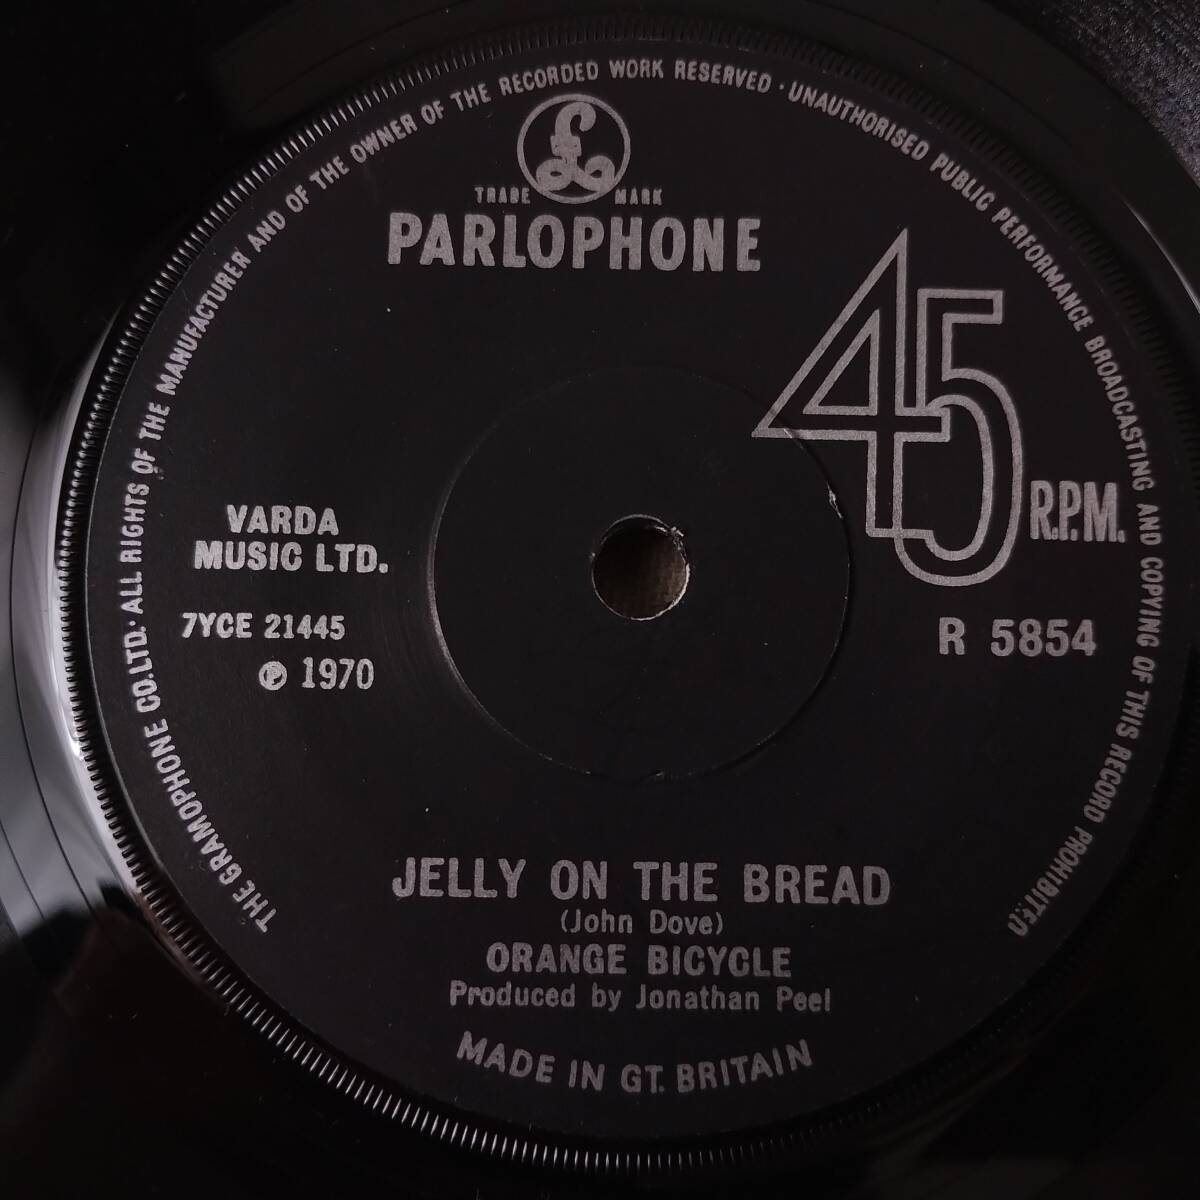 THE GRAMOPHONE CO. LTD. · ALL RIGHTS OF THE MANUFACTURER AND OF THE OWNER OF THE RECORDED WORK RESERVED · UNAUTHORISED PUBLIC PERFORMANCE BROADCASTING AND COPYING OF THIS RECORD PROHIBITED
£
TRADE MARK
PARLOPHONE
45
R.P.M.
VARDA
MUSIC LTD.
7YCE 21445
℗ 1970
R 5854
JELLY ON THE BREAD
(John Dove)
ORANGE BICYCLE
Produced by Jonathan Peel
MADE IN GT. BRITAIN